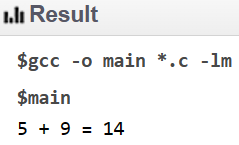 Result
$gcc -o main *.c -lm
$main
5 + 9 = 14